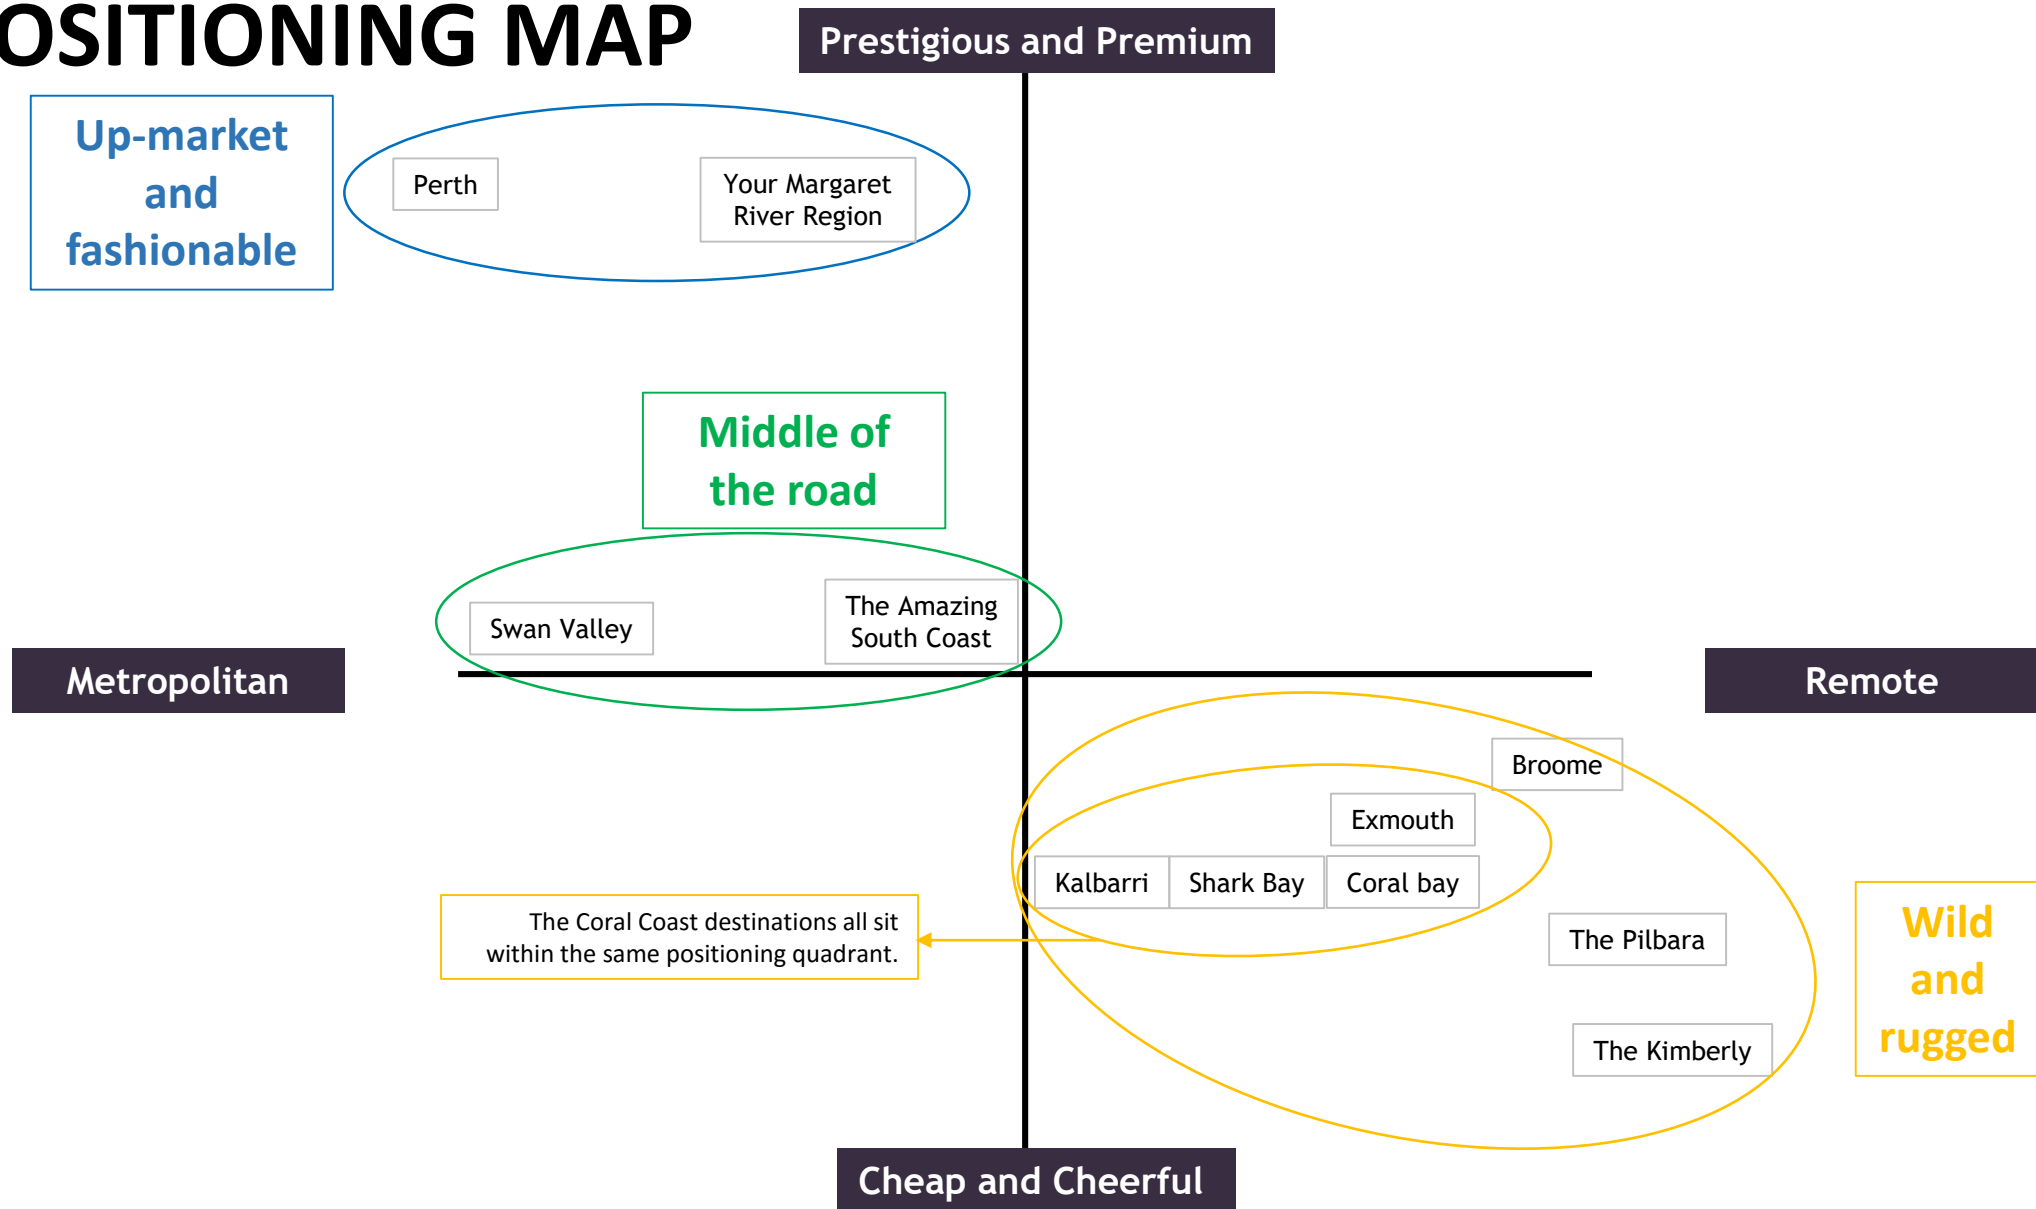 OSITIONING MAP
Prestigious and Premium
Up-market
and
fashionable
Perth
Your Margaret
River Region
Middle of
the road
Swan Valley
The Amazing
South Coast
Metropolitan
Remote
Broome
Exmouth
Kalbarri
Shark Bay
Coral bay
The Coral Coast destinations all sit
within the same positioning quadrant.
The Pilbara
Wild
and
rugged
The Kimberly
Cheap and Cheerful